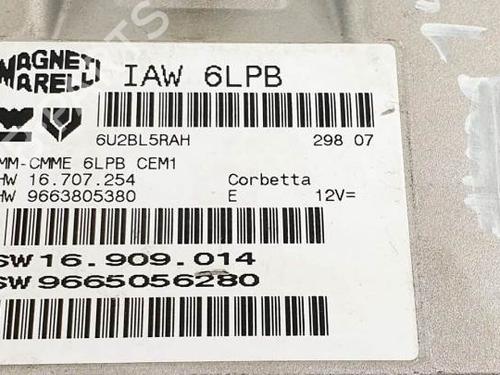 MAGNETI
MARELLI
IAW 6LPB
6U2BL5RAH 298 07
MM-CMME 6LPB CEM1
HW 16.707.254 Corbetta
HW 9663805380 E 12V=
SW 16.909.014
SW 9665056280